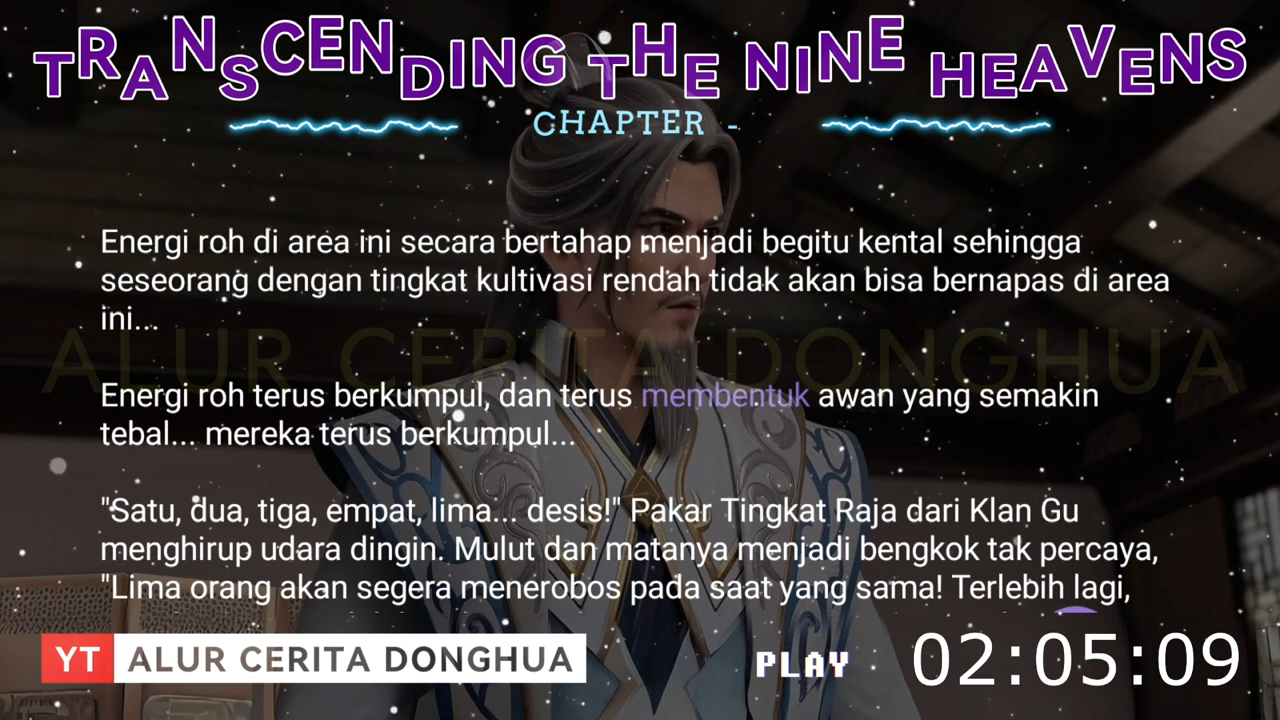 TRANSCENDING THE NINE HEAVENS
CHAPTER -
Energi roh di area ini secara bertahap menjadi begitu kental sehingga
seseorang dengan tingkat kultivasi rendah tidak akan bisa bernapas di area
ini...
ALUR CERITA DONGHUA
Energi roh terus berkumpul, dan terus membentuk awan yang semakin
tebal... mereka terus berkumpul...
"Satu, dua, tiga, empat, lima... desis!" Pakar Tingkat Raja dari Klan Gu
menghirup udara dingin. Mulut dan matanya menjadi bengkok tak percaya,
"Lima orang akan segera menerobos pada saat yang sama! Terlebih lagi,
YT ALUR CERITA DONGHUA
PLAY
02:05:09